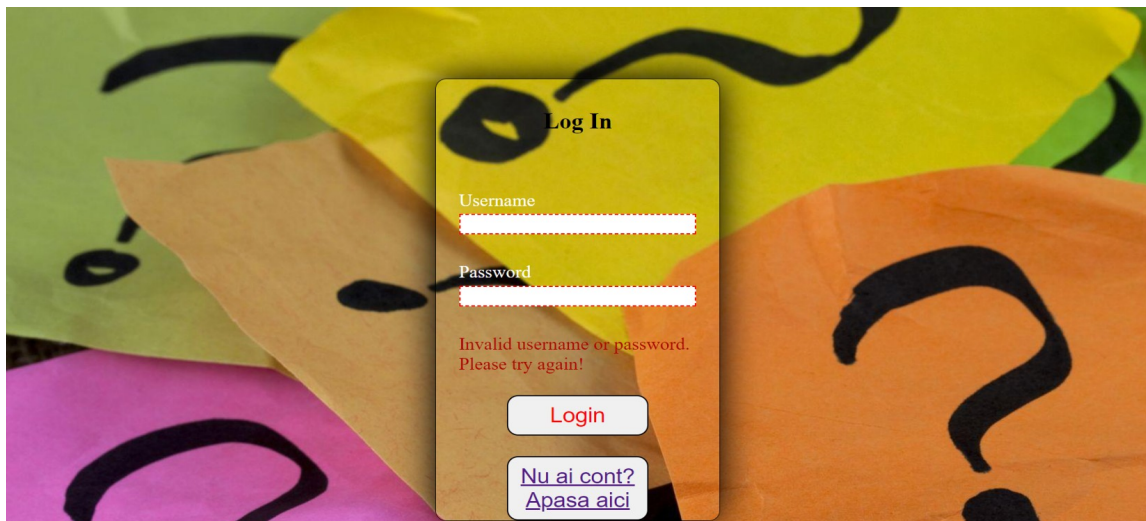 Log In
Username
Password
Invalid username or password.
Please try again!
Login
Nu ai cont?
Apasa aici